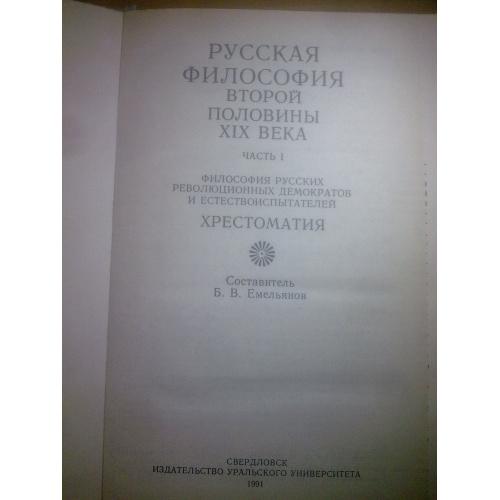 РУССКАЯ
ФИЛОСОФИЯ
ВТОРОЙ
ПОЛОВИНЫ
XIX ВЕКА
ЧАСТЬ I
ФИЛОСОФИЯ РУССКИХ
РЕВОЛЮЦИОННЫХ ДЕМОКРАТОВ
И ЕСТЕСТВОИСПЫТАТЕЛЕЙ
ХРЕСТОМАТИЯ
Составитель
Б. В. Емельянов
СВЕРДЛОВСК
ИЗДАТЕЛЬСТВО УРАЛЬСКОГО УНИВЕРСИТЕТА
1991